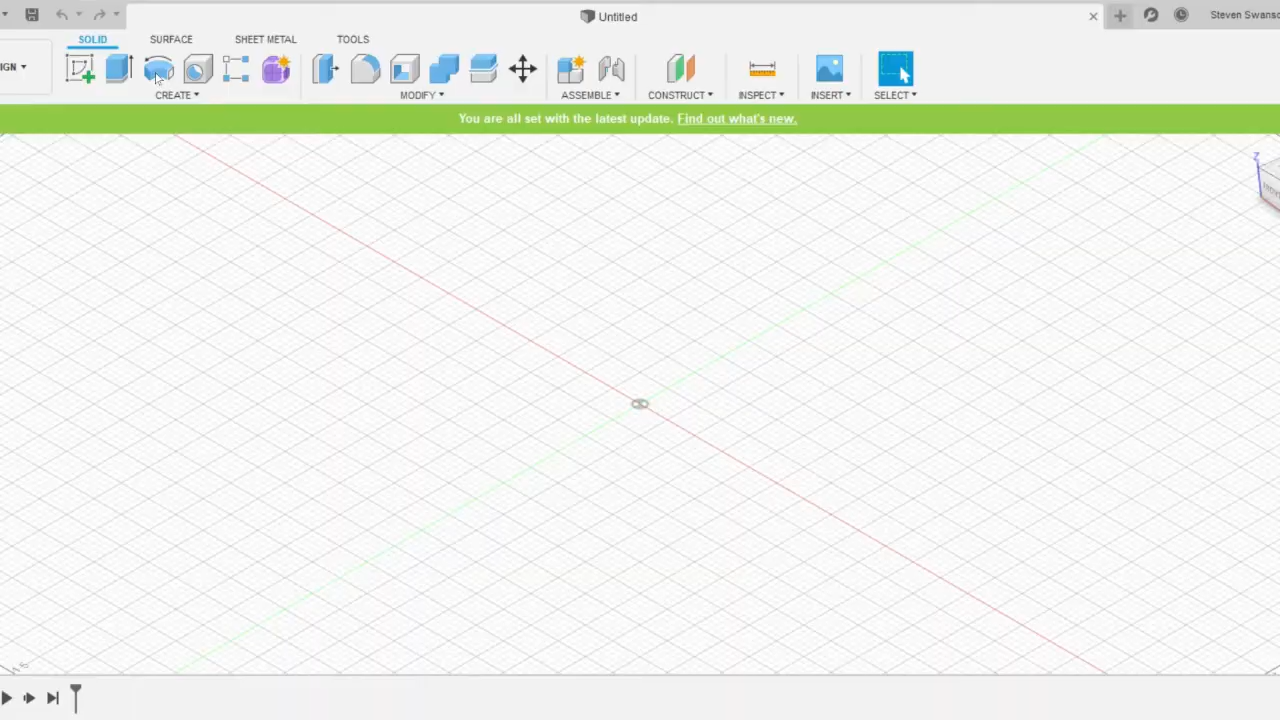 Untitled
Steven Swanso
SOLID
SURFACE
SHEET METAL
TOOLS
IGN
CREATE
MODIFY
ASSEMBLE
CONSTRUCT
INSPECT
INSERT
SELECT
You are all set with the latest update. Find out what's new.
Z